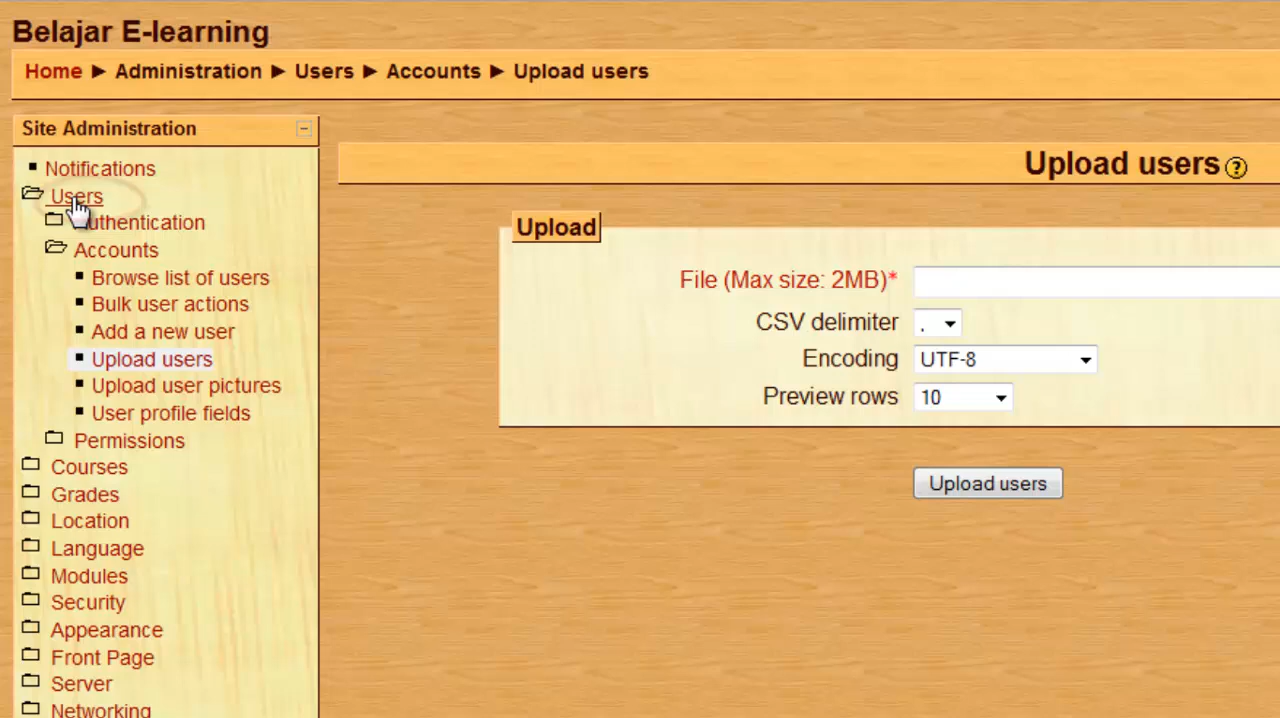 Belajar E-learning
Home ► Administration ► Users ► Accounts ► Upload users
Site Administration
Notifications
Users
Authentication
Accounts
Browse list of users
Bulk user actions
Add a new user
Upload users
Upload user pictures
User profile fields
Permissions
Courses
Grades
Location
Language
Modules
Security
Appearance
Front Page
Server
Networking
Upload users
Upload
File (Max size: 2MB)*
CSV delimiter ,
Encoding UTF-8
Preview rows 10
Upload users